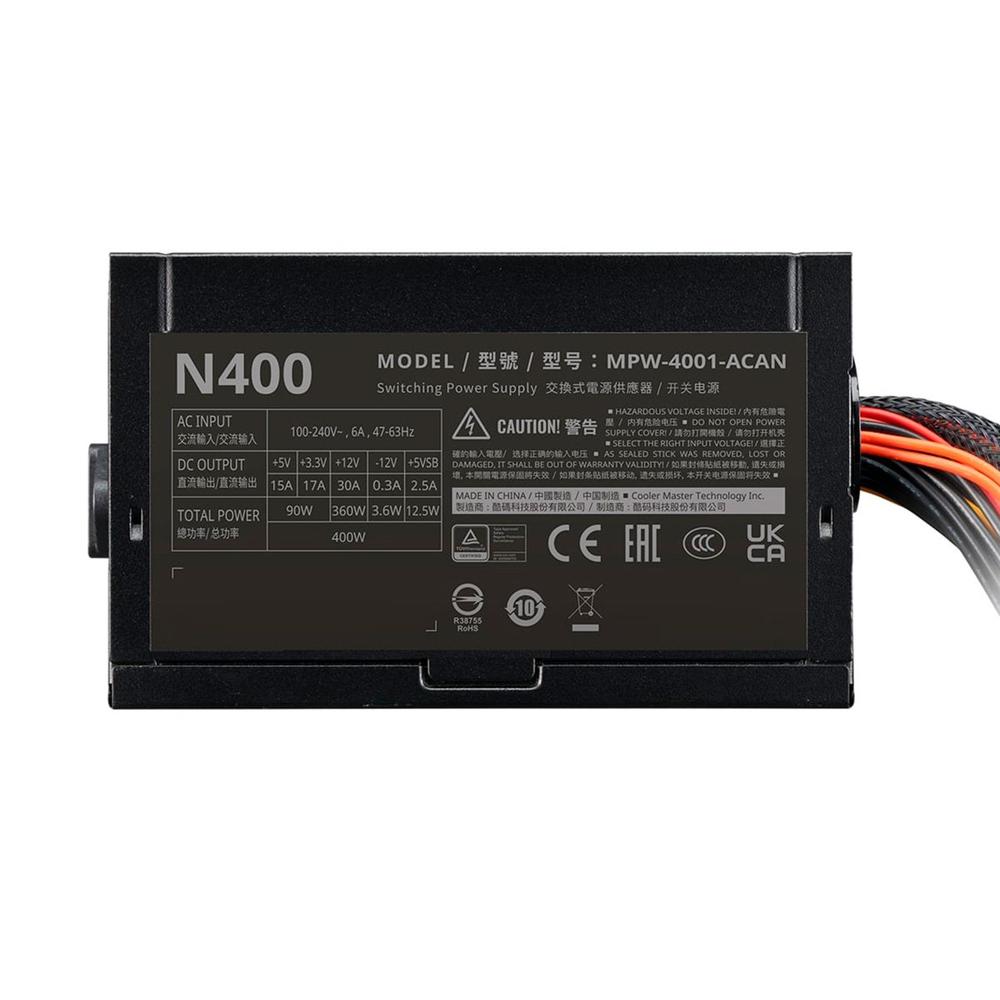 N400
MODEL / 型號 / 型号：MPW-4001-ACAN
Switching Power Supply 交換式電源供應器 / 开关电源
AC INPUT
交流輸入/交流输入
100-240V~ , 6A , 47-63Hz
DC OUTPUT
直流輸出/直流输出
+5V +3.3V +12V -12V +5VSB
15A 17A 30A 0.3A 2.5A
TOTAL POWER
總功率/总功率
90W 360W 3.6W 12.5W
400W
CAUTION! 警告
■ HAZARDOUS VOLTAGE INSIDE! / 內有危險電
壓 / 内有危险电压 ■ DO NOT OPEN POWER
SUPPLY COVER! / 請勿打開機殼 / 请勿打开机壳
■ SELECT THE RIGHT INPUT VOLTAGE! / 選擇正
確的輸入電壓 / 选择正确的输入电压 ■ AS SEALED STICK WAS REMOVED, LOST OR
DAMAGED, IT SHALL BE OUT OF WARRANTY VALIDITY! / 如果封條貼紙被移動, 遺失或損
壞, 本開關電源保固將失效 / 如果封条贴纸被移动, 遗失或损坏, 本开关电源保固将失效 ■
MADE IN CHINA / 中國製造 / 中国制造 ■ Cooler Master Technology Inc.
製造商：酷碼科技股份有限公司 / 制造商：酷码科技股份有限公司
TÜVRheinland
CERTIFIED
CE EAC CCC UK
CA
R38755
RoHS
10